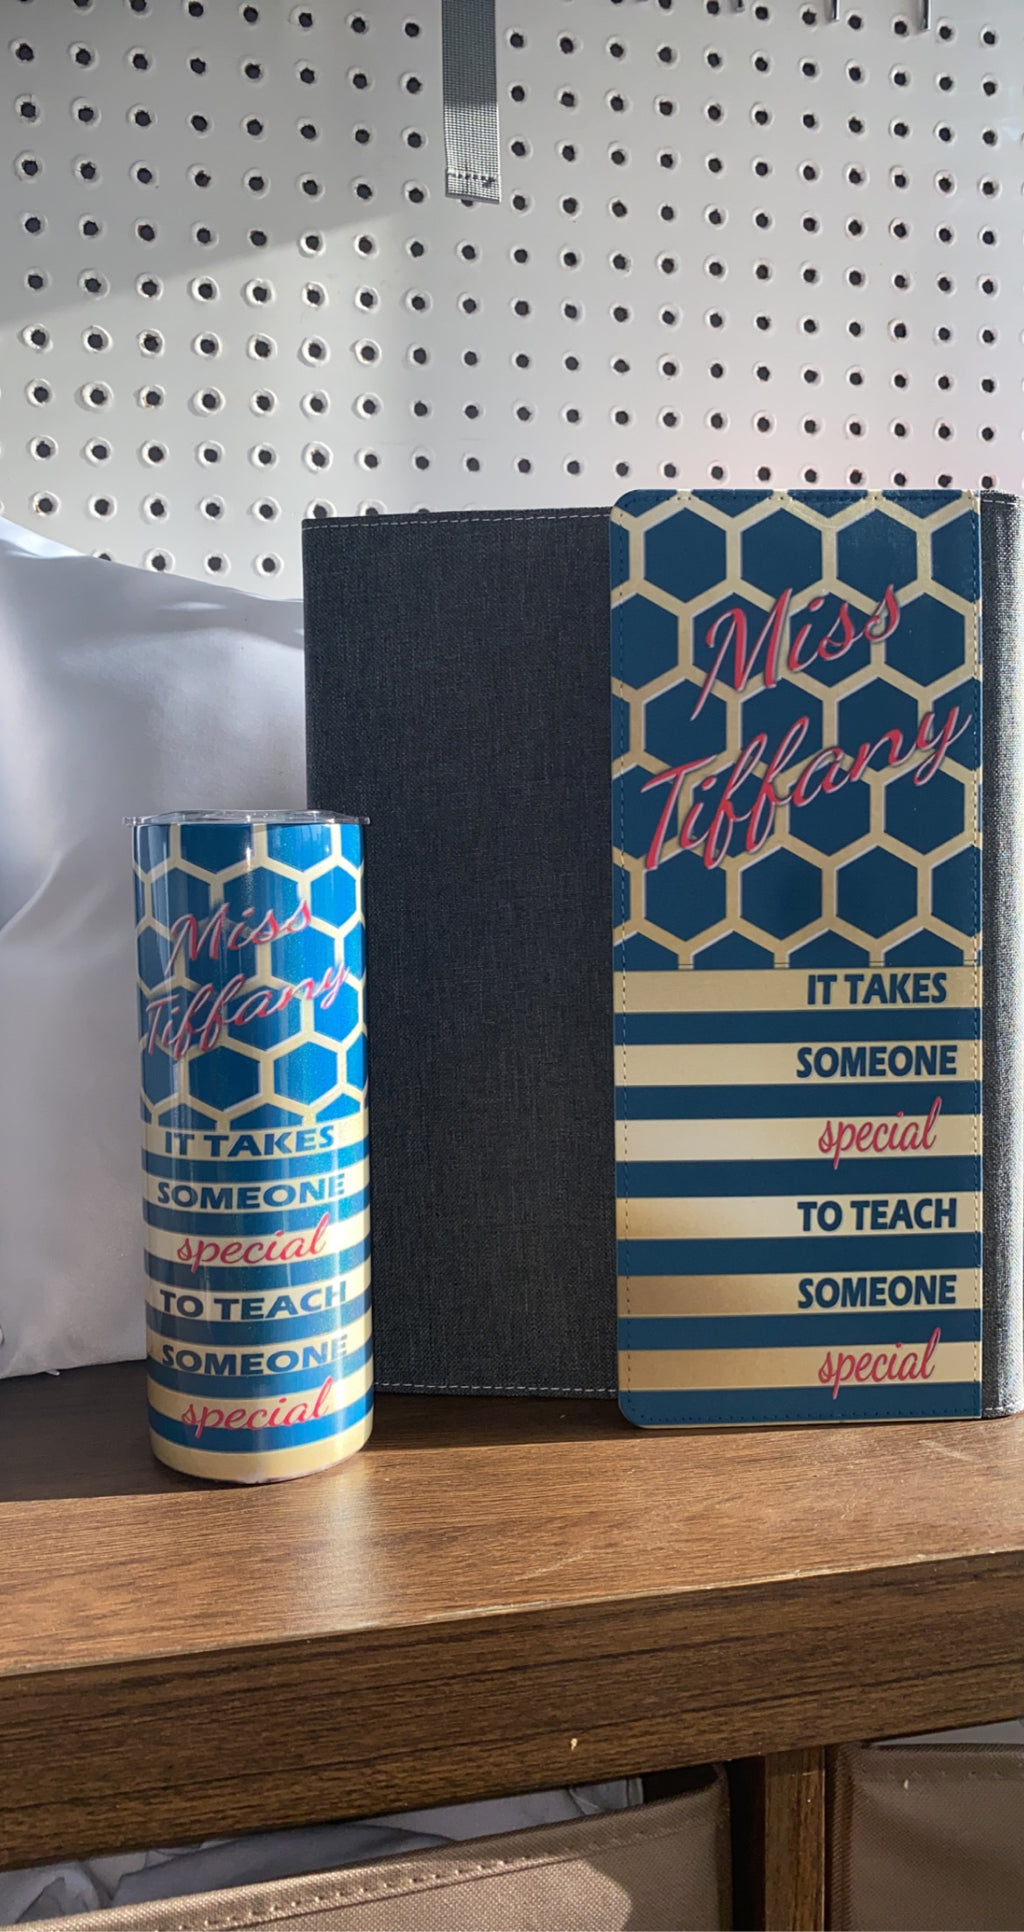 Miss
Tiffany
IT TAKES
SOMEONE
special
TO TEACH
SOMEONE
special
Miss
Tiffany
IT TAKES
SOMEONE
special
TO TEACH
SOMEONE
special